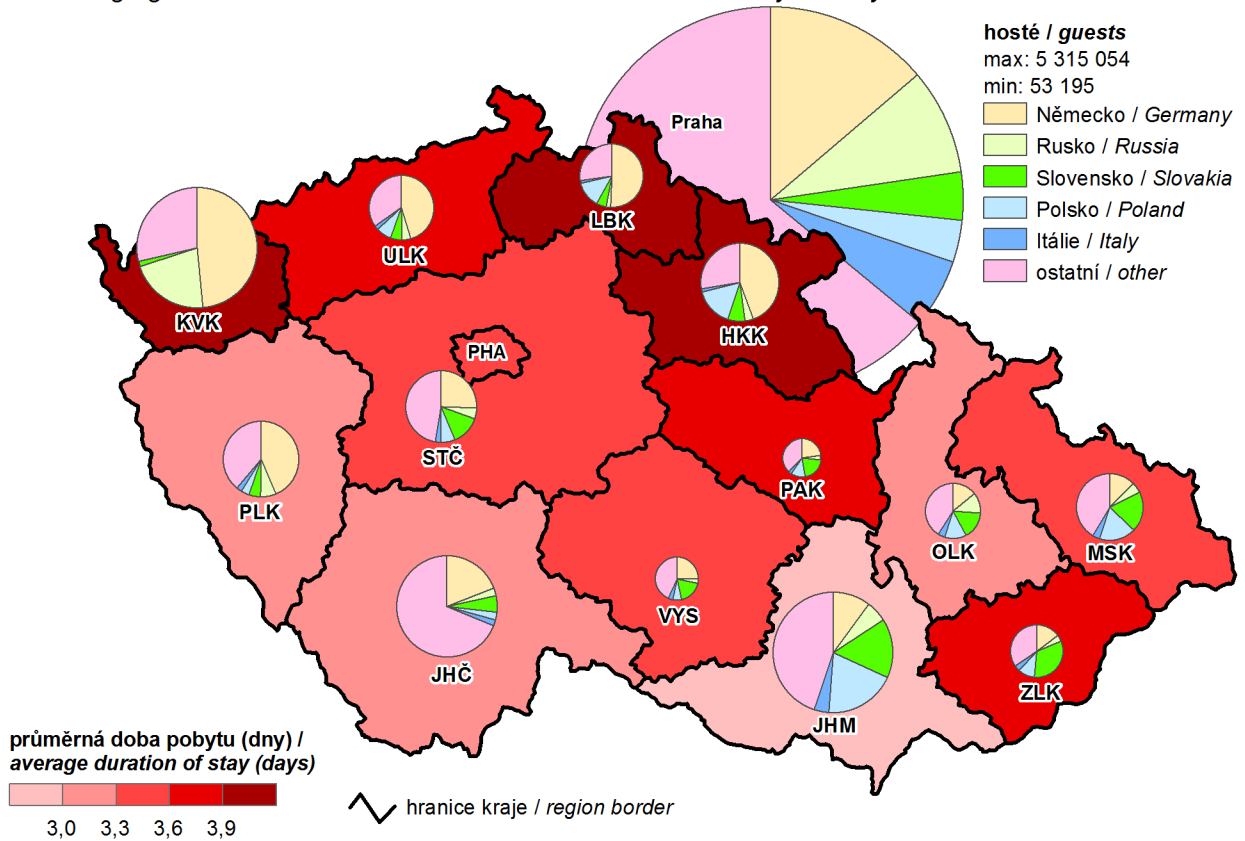 hosté / guests
max: 5 315 054
min: 53 195
Německo / Germany
Rusko / Russia
Slovensko / Slovakia
Polsko / Poland
Itálie / Italy
ostatní / other
Praha
LBK
ULK
KVK
HKK
PHA
STČ
PAK
PLK
OLK
MSK
VYS
JHČ
ZLK
JHM
průměrná doba pobytu (dny) /
average duration of stay (days)
3,0 3,3 3,6 3,9
hranice kraje / region border